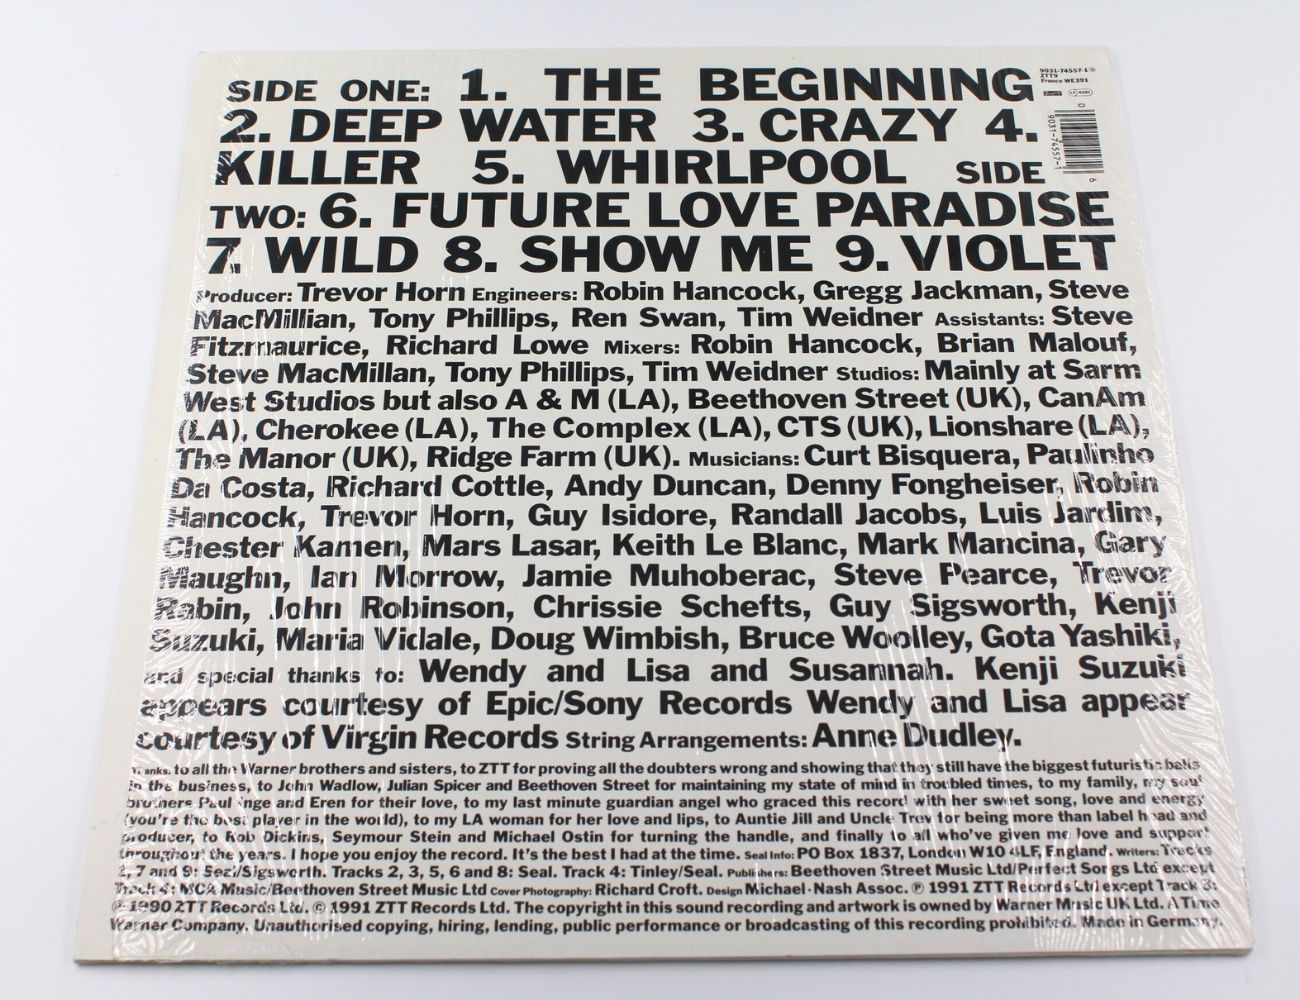 SIDE ONE: 1. THE BEGINNING
2. DEEP WATER 3. CRAZY 4.
KILLER 5. WHIRLPOOL SIDE
TWO: 6. FUTURE LOVE PARADISE
7. WILD 8. SHOW ME 9. VIOLET
9031-74557-1
ZTT9
France WE391
0
9031-74557-1
6
Producer: Trevor Horn Engineers: Robin Hancock, Gregg Jackman, Steve
MacMillian, Tony Phillips, Ren Swan, Tim Weidner Assistants: Steve
Fitzmaurice, Richard Lowe Mixers: Robin Hancock, Brian Malouf,
Steve MacMillan, Tony Phillips, Tim Weidner Studios: Mainly at Sarm
West Studios but also A & M (LA), Beethoven Street (UK), CanAm
(LA), Cherokee (LA), The Complex (LA), CTS (UK), Lionshare (LA),
The Manor (UK), Ridge Farm (UK). Musicians: Curt Bisquera, Paulinho
Da Costa, Richard Cottle, Andy Duncan, Denny Fongheiser, Robin
Hancock, Trevor Horn, Guy Isidore, Randall Jacobs, Luis Jardim,
Chester Kamen, Mars Lasar, Keith Le Blanc, Mark Mancina, Gary
Maughn, Ian Morrow, Jamie Muhoberac, Steve Pearce, Trevor
Rabin, John Robinson, Chrissie Schefts, Guy Sigsworth, Kenji
Suzuki, Maria Vidale, Doug Wimbish, Bruce Woolley, Gota Yashiki,
and special thanks to: Wendy and Lisa and Susannah. Kenji Suzuki
appears courtesy of Epic/Sony Records Wendy and Lisa appear
courtesy of Virgin Records String Arrangements: Anne Dudley.
Thanks. to all the Warner brothers and sisters, to ZTT for proving all the doubters wrong and showing that they still have the biggest futuristic balls
in the business, to John Wadlow, Julian Spicer and Beethoven Street for maintaining my state of mind in troubled times, to my family, my soul
brothers Paul Inge and Eren for their love, to my last minute guardian angel who graced this record with her sweet song, love and energy
(you're the best player in the world), to my LA woman for her love and lips, to Auntie Jill and Uncle Trev for being more than label head and
producer, to Rob Dickins, Seymour Stein and Michael Ostin for turning the handle, and finally to all who've given me love and support
throughout the years. I hope you enjoy the record. It's the best I had at the time. Seal Info: PO Box 1837, London W10 4LF, England. Writers: Tracks
1, 7 and 9: Seal/Sigsworth. Tracks 2, 3, 5, 6 and 8: Seal. Track 4: Tinley/Seal. Publishers: Beethoven Street Music Ltd/Perfect Songs Ltd except
Track 4: MCA Music/Beethoven Street Music Ltd Cover Photography: Richard Croft. Design Michael · Nash Assoc. ℗ 1991 ZTT Records Ltd except Track 3:
℗ 1990 ZTT Records Ltd. © 1991 ZTT Records Ltd. The copyright in this sound recording and artwork is owned by Warner Music UK Ltd. A Time
Warner Company. Unauthorised copying, hiring, lending, public performance or broadcasting of this recording prohibited. Made in Germany.